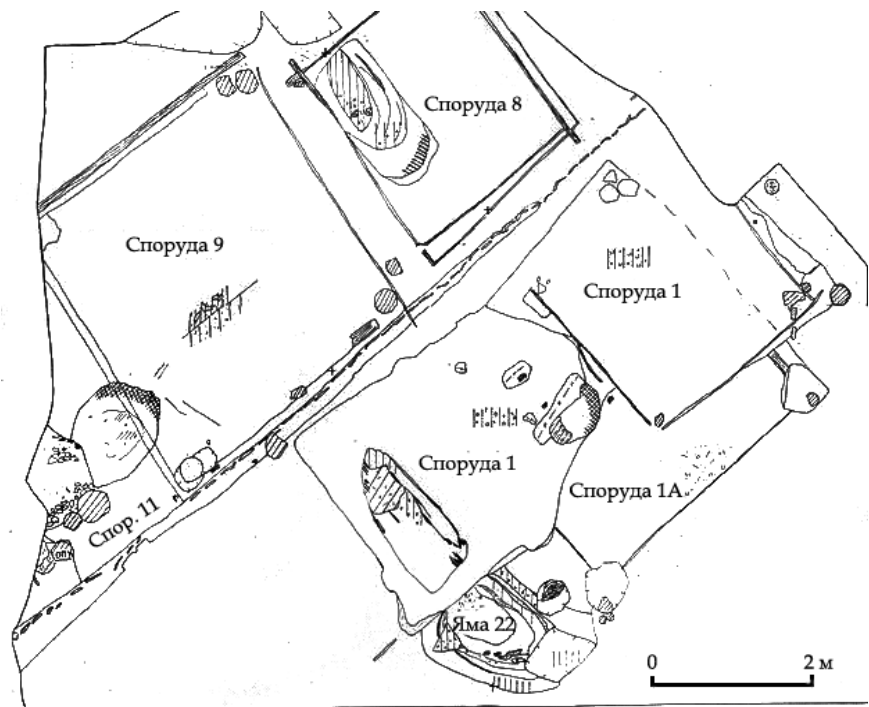 Споруда 8
Споруда 9
Споруда 1
Споруда 1
Споруда 1А
Спор. 11
Яма 22
0 2 м